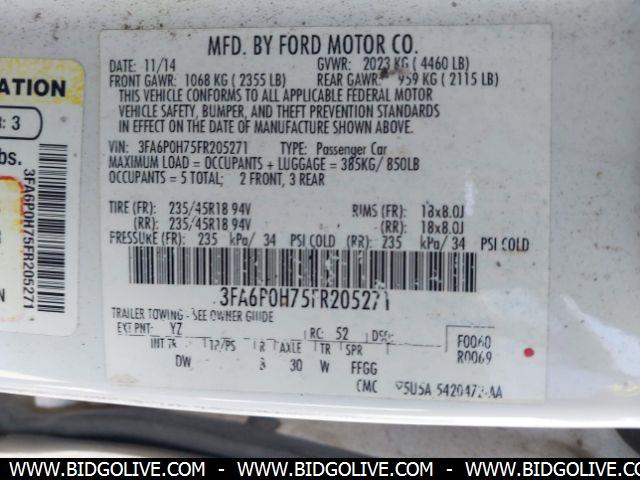 ATION
3
bs.
N
3FA6P0H75FR205271
MFD. BY FORD MOTOR CO.
DATE: 11/14 GVWR: 2023 KG ( 4460 LB)
FRONT GAWR: 1068 KG ( 2355 LB) REAR GAWR: 959 KG ( 2115 LB)
THIS VEHICLE CONFORMS TO ALL APPLICABLE FEDERAL MOTOR
VEHICLE SAFETY, BUMPER, AND THEFT PREVENTION STANDARDS
IN EFFECT ON THE DATE OF MANUFACTURE SHOWN ABOVE.
VIN: 3FA6P0H75FR205271 TYPE: Passenger Car
MAXIMUM LOAD = OCCUPANTS + LUGGAGE = 385KG/ 850LB
OCCUPANTS = 5 TOTAL; 2 FRONT, 3 REAR
TIRE (FR): 235/45R18 94V RIMS (FR): 18x8.0J
(RR): 235/45R18 94V (RR): 18x8.0J
PRESSURE (FR): 235 kPa/ 34 PSI COLD (RR): 235 kPa/ 34 PSI COLD
3FA6P0H75FR205271
TRAILER TOWING - SEE OWNER GUIDE
EXT PNT: YZ RC: 52 DSO: F0060
INT TR TP/PS R AXLE TR SPR R0069
DW 30 W FFGG
CMC
WWW.BIDGOLIVE.COM - WWW.BIDGOLIVE.COM - WWW.BIDGOLIVE.COM